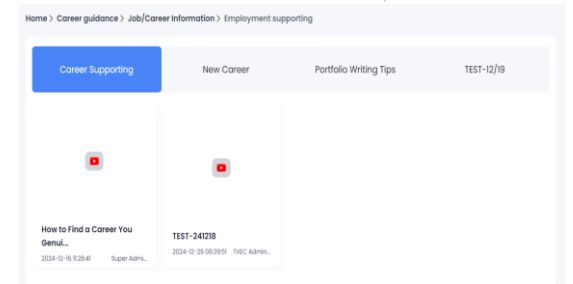 Home > Career guidance > Job/Career Information > Employment supporting
Career Supporting
New Career
Portfolio Writing Tips
TEST-12/19
How to Find a Career You
Genui...
2024-12-16 11:28:41 Super Admi...
TEST-241218
2024-12-26 08:39:51 TVEC Admin...